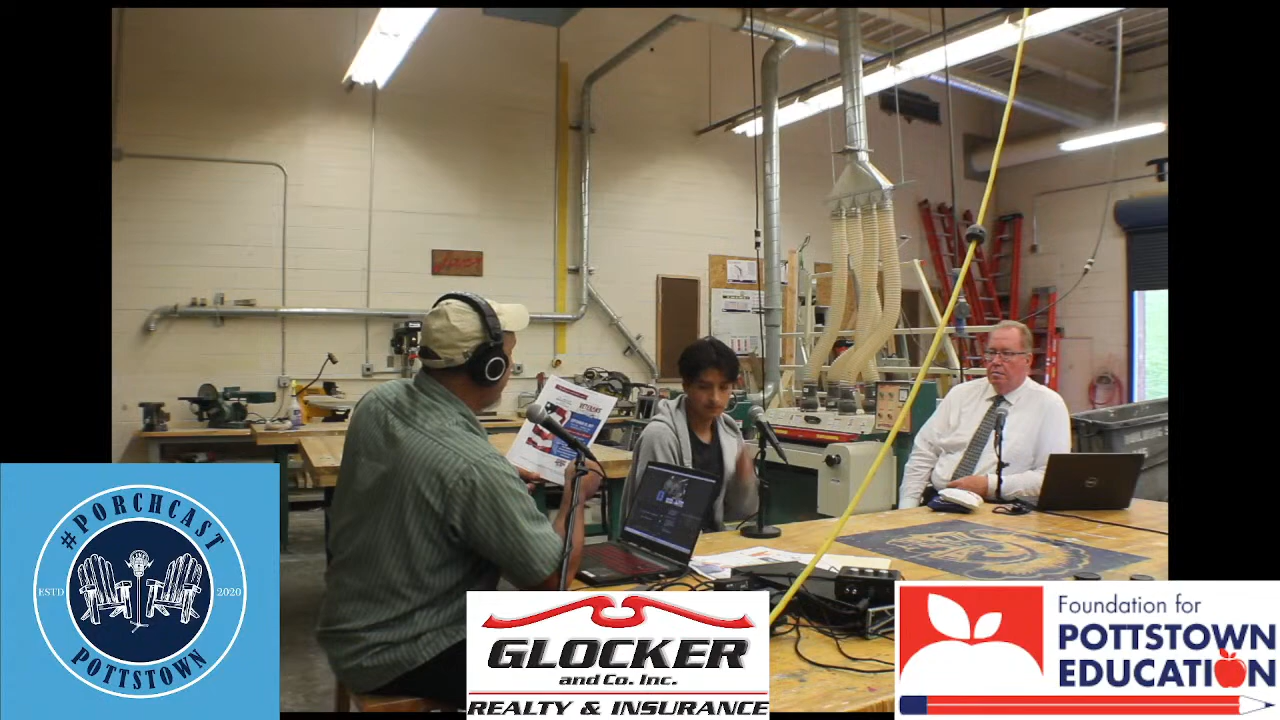 #PORCHCAST
ESTD 2020
POTTSTOWN
GLOCKER
and Co. Inc.
REALTY & INSURANCE
Foundation for
POTTSTOWN
EDUCATION